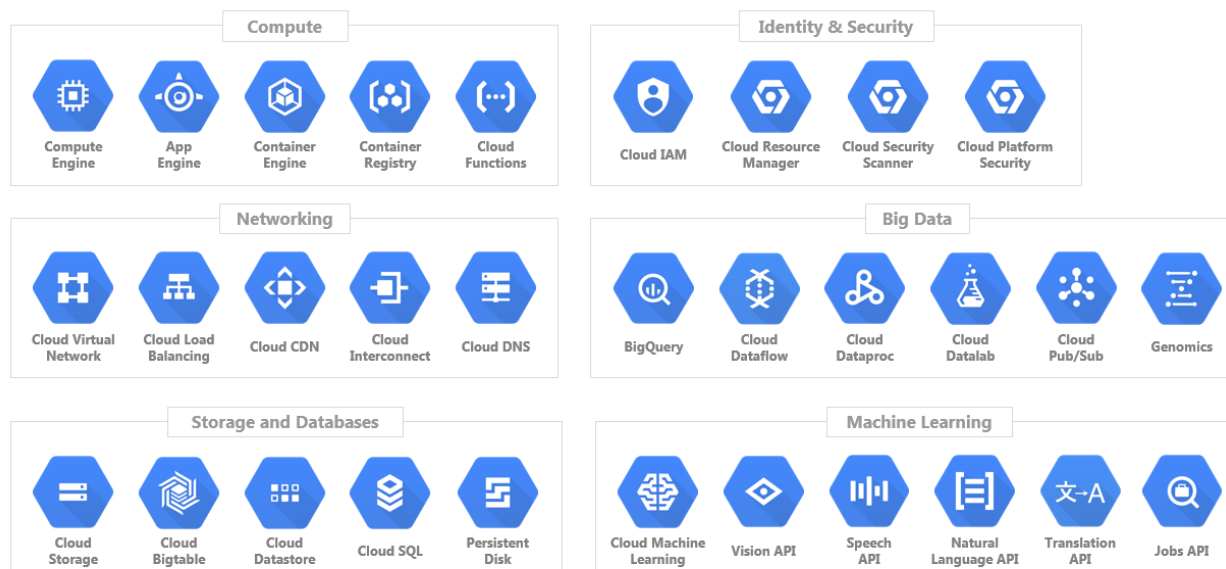 Compute
Identity & Security
Compute
Engine
App
Engine
Container
Engine
Container
Registry
Cloud
Functions
Cloud IAM
Cloud Resource
Manager
Cloud Security
Scanner
Cloud Platform
Security
Networking
Big Data
Cloud Virtual
Network
Cloud Load
Balancing
Cloud CDN
Cloud
Interconnect
Cloud DNS
BigQuery
Cloud
Dataflow
Cloud
Dataproc
Cloud
Datalab
Cloud
Pub/Sub
Genomics
Storage and Databases
Machine Learning
Cloud
Storage
Cloud
Bigtable
Cloud
Datastore
Cloud SQL
Persistent
Disk
Cloud Machine
Learning
Vision API
Speech
API
Natural
Language API
文→A
Translation
API
Jobs API